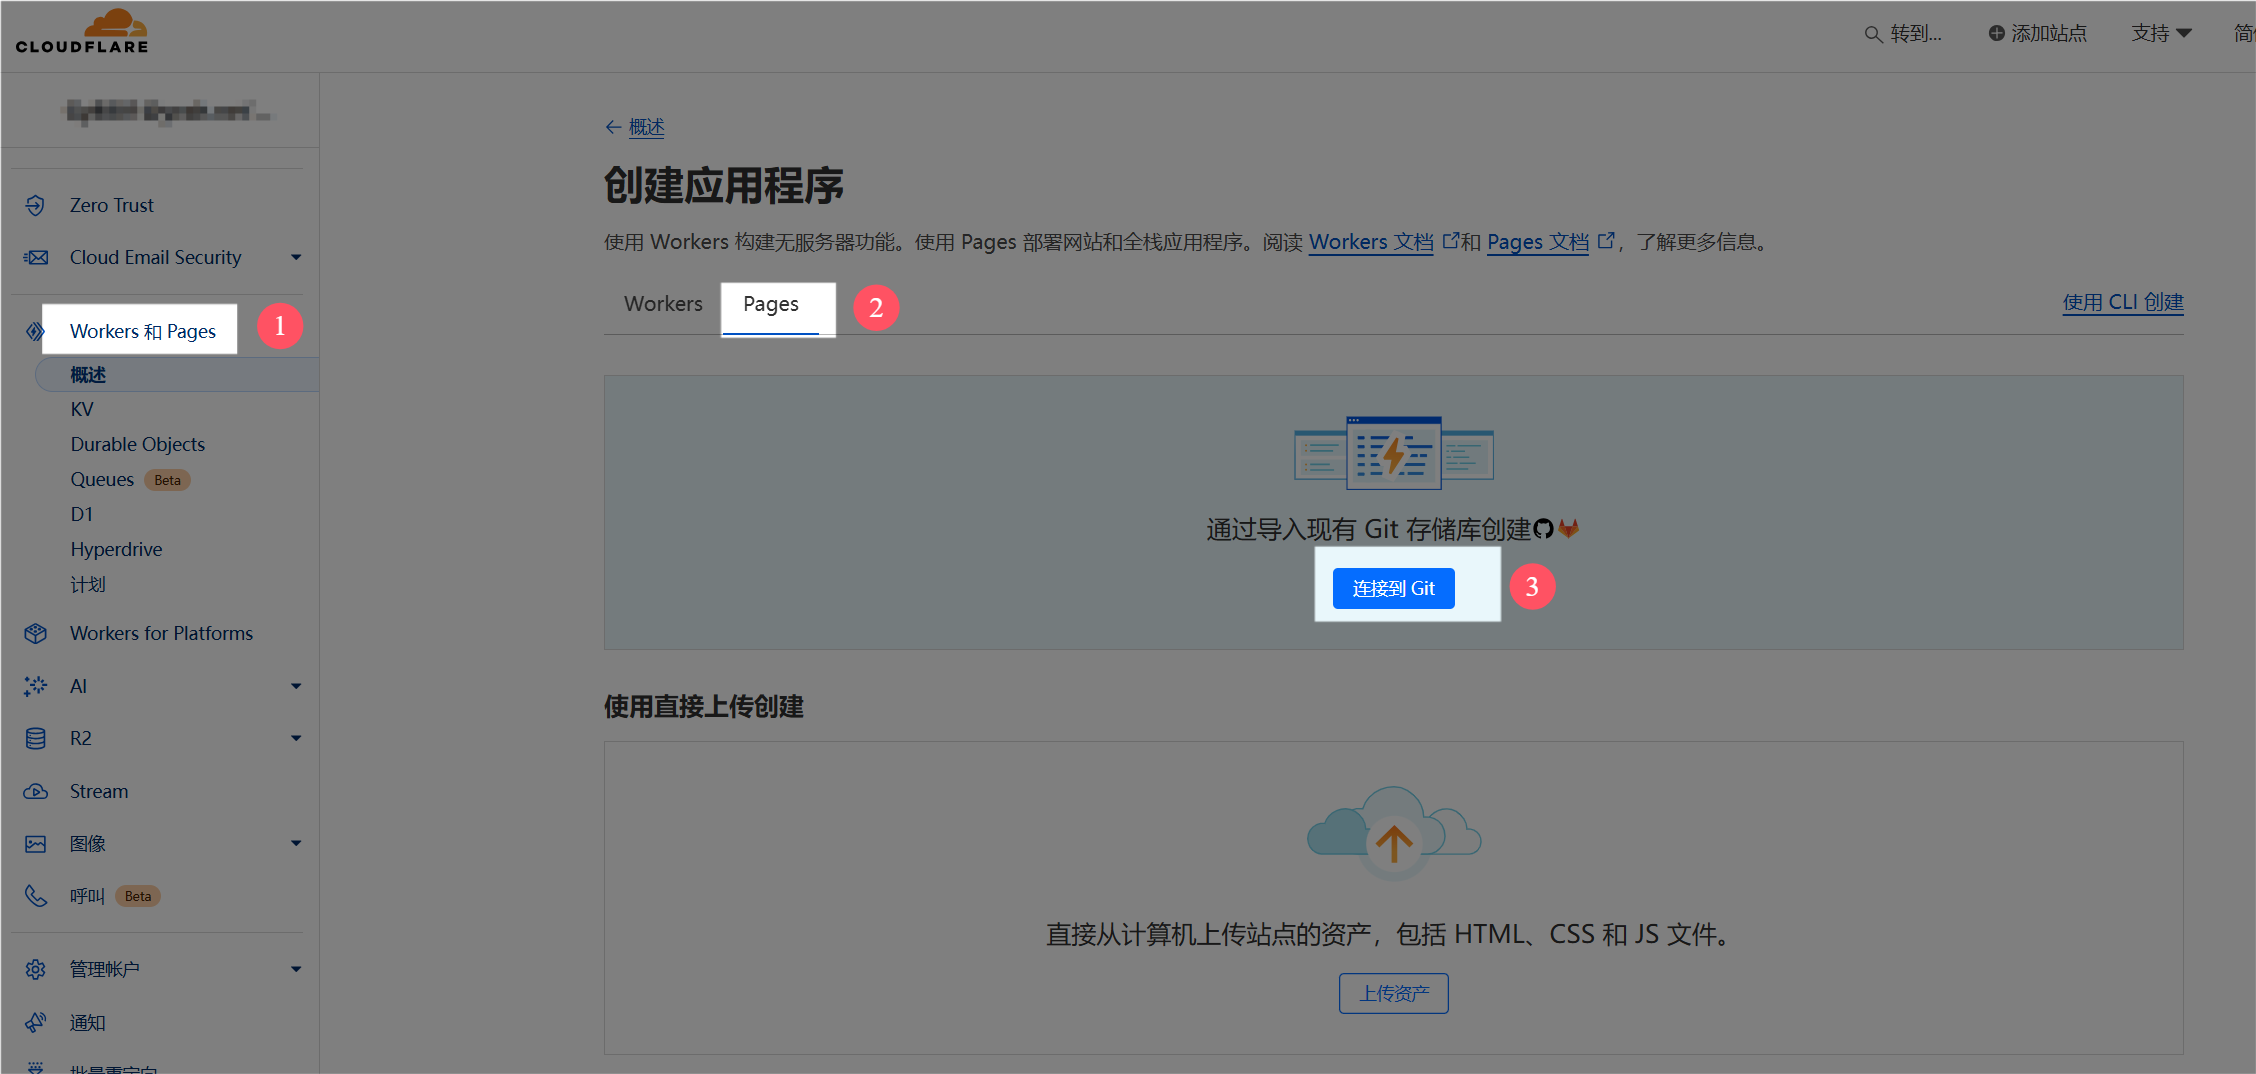 CLOUDFLARE
转到...
添加站点
支持
Zero Trust
Cloud Email Security
Workers 和 Pages
1
概述
KV
Durable Objects
Queues Beta
D1
Hyperdrive
计划
Workers for Platforms
AI
R2
Stream
图像
呼叫 Beta
管理帐户
通知
批量重定向
← 概述
创建应用程序
使用 Workers 构建无服务器功能。使用 Pages 部署网站和全栈应用程序。阅读 Workers 文档 和 Pages 文档 ，了解更多信息。
Workers
Pages
2
使用 CLI 创建
通过导入现有 Git 存储库创建
连接到 Git
3
使用直接上传创建
直接从计算机上传站点的资产，包括 HTML、CSS 和 JS 文件。
上传资产